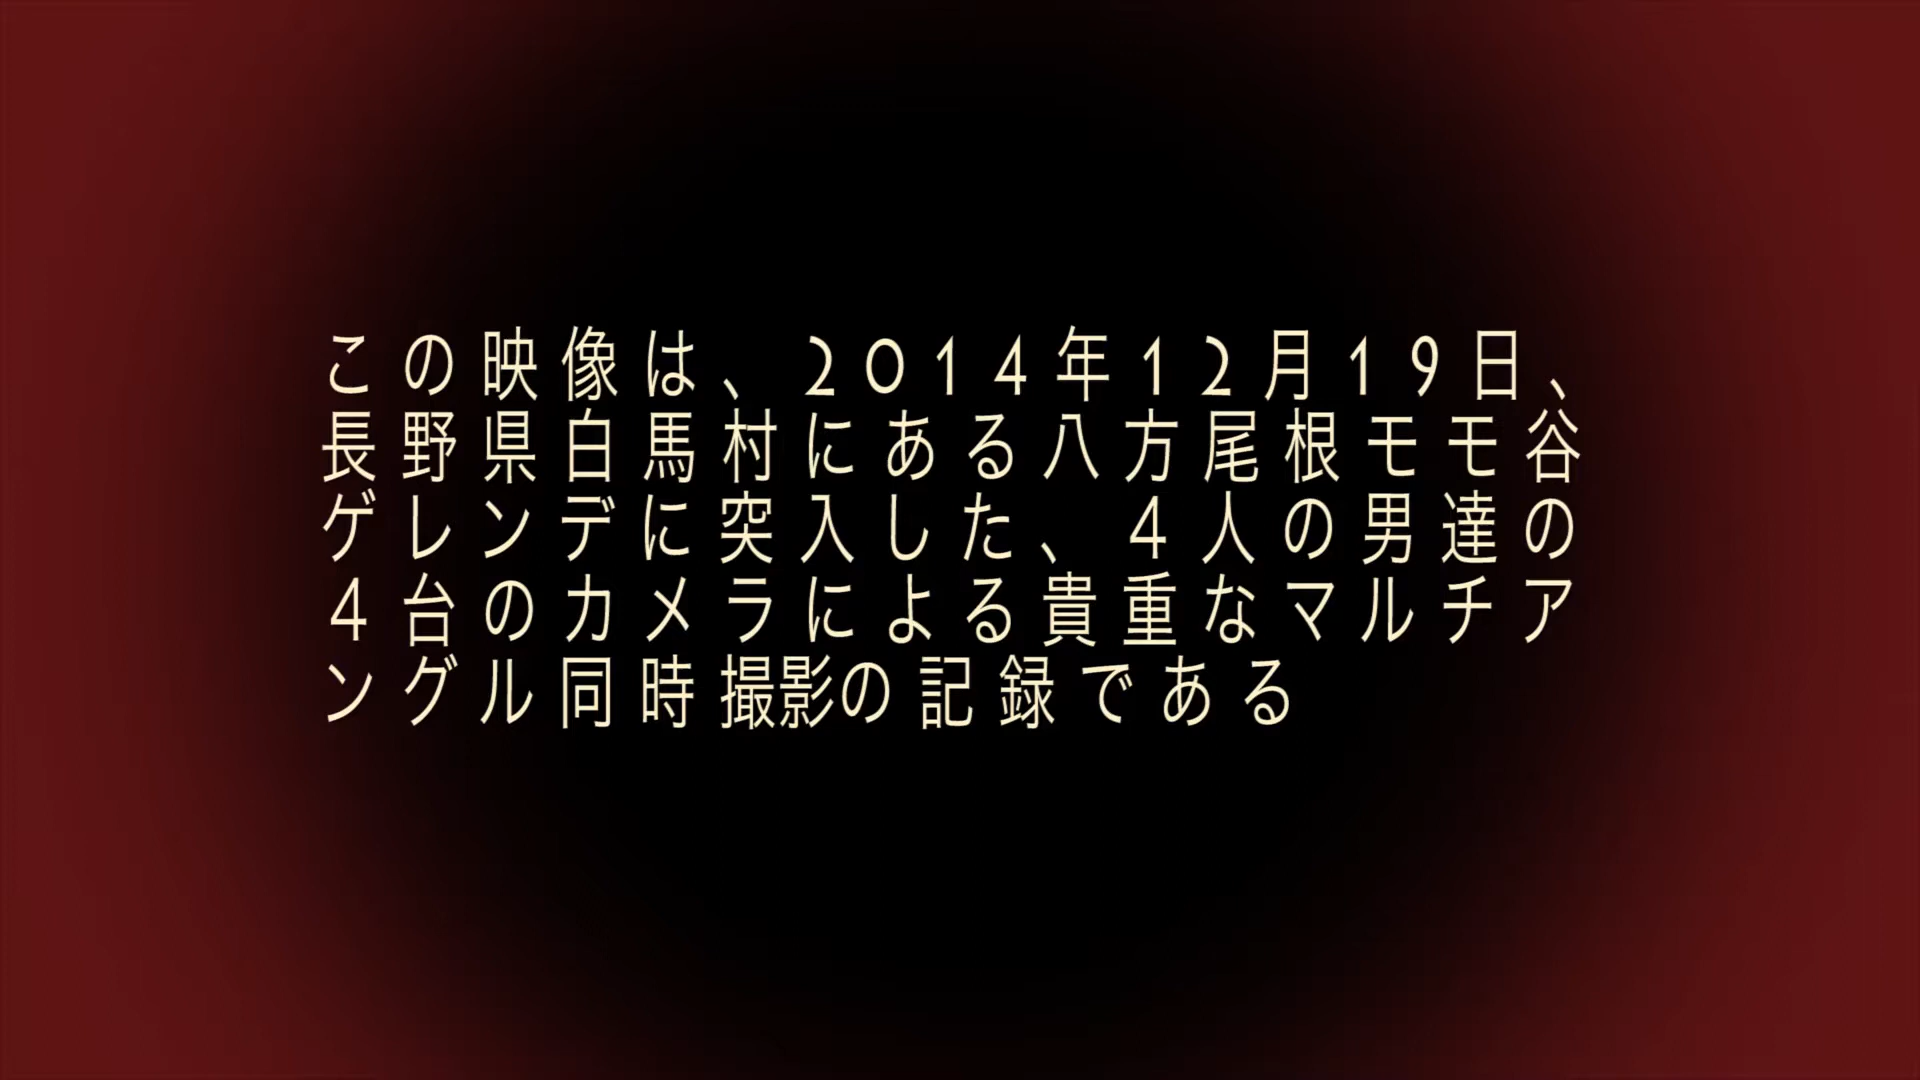 この映像は、2014年12月19日、
長野県白馬村にある八方尾根モモ谷
ゲレンデに突入した、4人の男達の
4台のカメラによる貴重なマルチア
ングル同時撮影の記録である